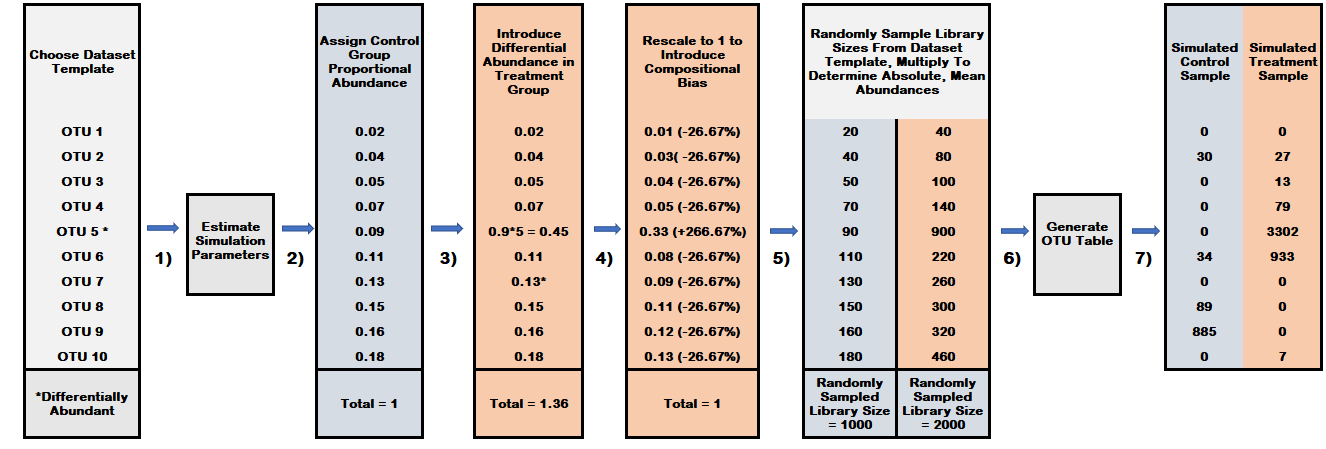 Choose Dataset
Template
OTU 1
OTU 2
OTU 3
OTU 4
OTU 5 *
OTU 6
OTU 7
OTU 8
OTU 9
OTU 10
*Differentially
Abundant
1)
Estimate
Simulation
Parameters
2)
Assign Control
Group
Proportional
Abundance
0.02
0.04
0.05
0.07
0.09
0.11
0.13
0.15
0.16
0.18
Total = 1
3)
Introduce
Differential
Abundance in
Treatment
Group
0.02
0.04
0.05
0.07
0.9*5 = 0.45
0.11
0.13*
0.15
0.16
0.18
Total = 1.36
4)
Rescale to 1 to
Introduce
Compositional
Bias
0.01 (-26.67%)
0.03( -26.67%)
0.04 (-26.67%)
0.05 (-26.67%)
0.33 (+266.67%)
0.08 (-26.67%)
0.09 (-26.67%)
0.11 (-26.67%)
0.12 (-26.67%)
0.13 (-26.67%)
Total = 1
5)
Randomly Sample Library
Sizes From Dataset
Template, Multiply To
Determine Absolute, Mean
Abundances
20 40
40 80
50 100
70 140
90 900
110 220
130 260
150 300
160 320
180 460
Randomly
Sampled
Library Size
= 1000
Randomly
Sampled
Library Size
= 2000
6)
Generate
OTU Table
7)
Simulated
Control
Sample
Simulated
Treatment
Sample
0 0
30 27
0 13
0 79
0 3302
34 933
0 0
89 0
885 0
0 7